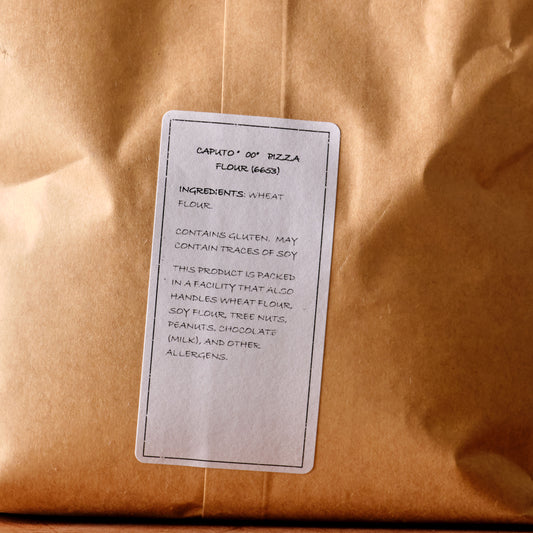 CAPUTO " 00" PIZZA
FLOUR (6653)
INGREDIENTS: WHEAT
FLOUR.
CONTAINS GLUTEN. MAY
CONTAIN TRACES OF SOY
THIS PRODUCT IS PACKED
IN A FACILITY THAT ALSO
HANDLES WHEAT FLOUR,
SOY FLOUR, TREE NUTS,
PEANUTS, CHOCOLATE
(MILK), AND OTHER
ALLERGENS.